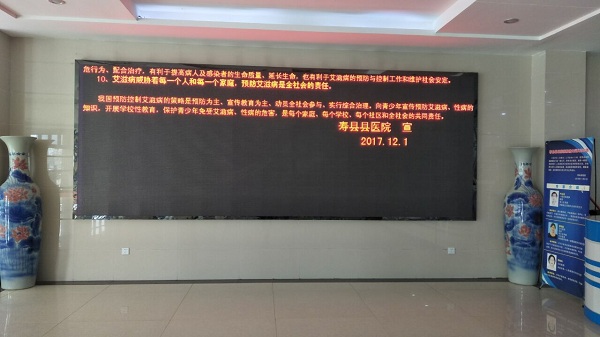 危行为、配合治疗，有利于提高病人及感染者的生命质量、延长生命，也有利于艾滋病的预防与控制工作和维护社会安定。
10、艾滋病威胁着每一个人和每一个家庭，预防艾滋病是全社会的责任。
我国预防控制艾滋病的策略是预防为主、宣传教育为主，动员全社会参与、实行综合治理。向青少年宣传预防艾滋病、性病的
知识，开展学校性教育，保护青少年免受艾滋病、性病的危害，是每个家庭、每个学校、每个社区和全社会的共同责任。
寿县县医院 宣
2017.12.1